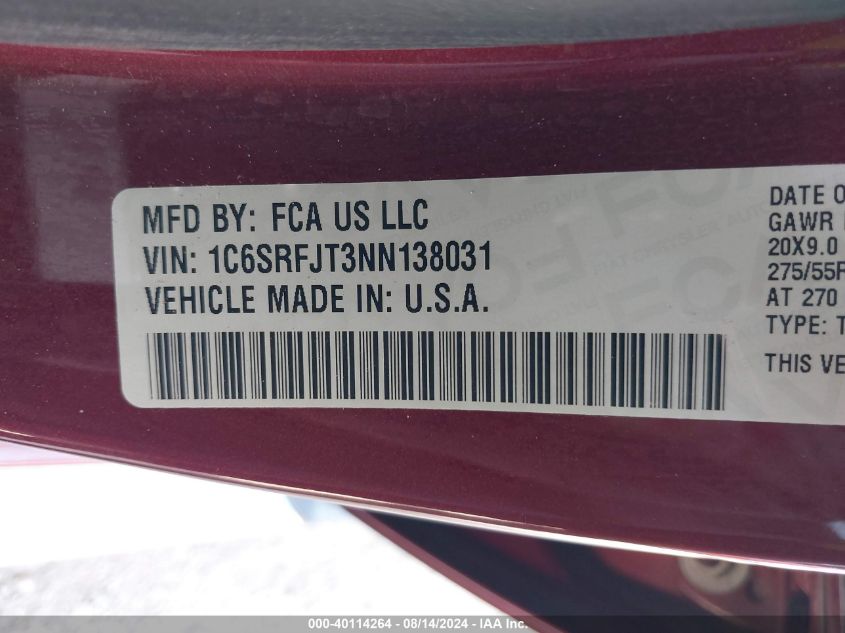 MFD BY: FCA US LLC
VIN: 1C6SRFJT3NN138031
VEHICLE MADE IN: U.S.A.
DATE O
GAWR
20X9.0
275/55R
AT 270
TYPE: T
THIS VE
000-40114264 - 08/14/2024 - IAA Inc.